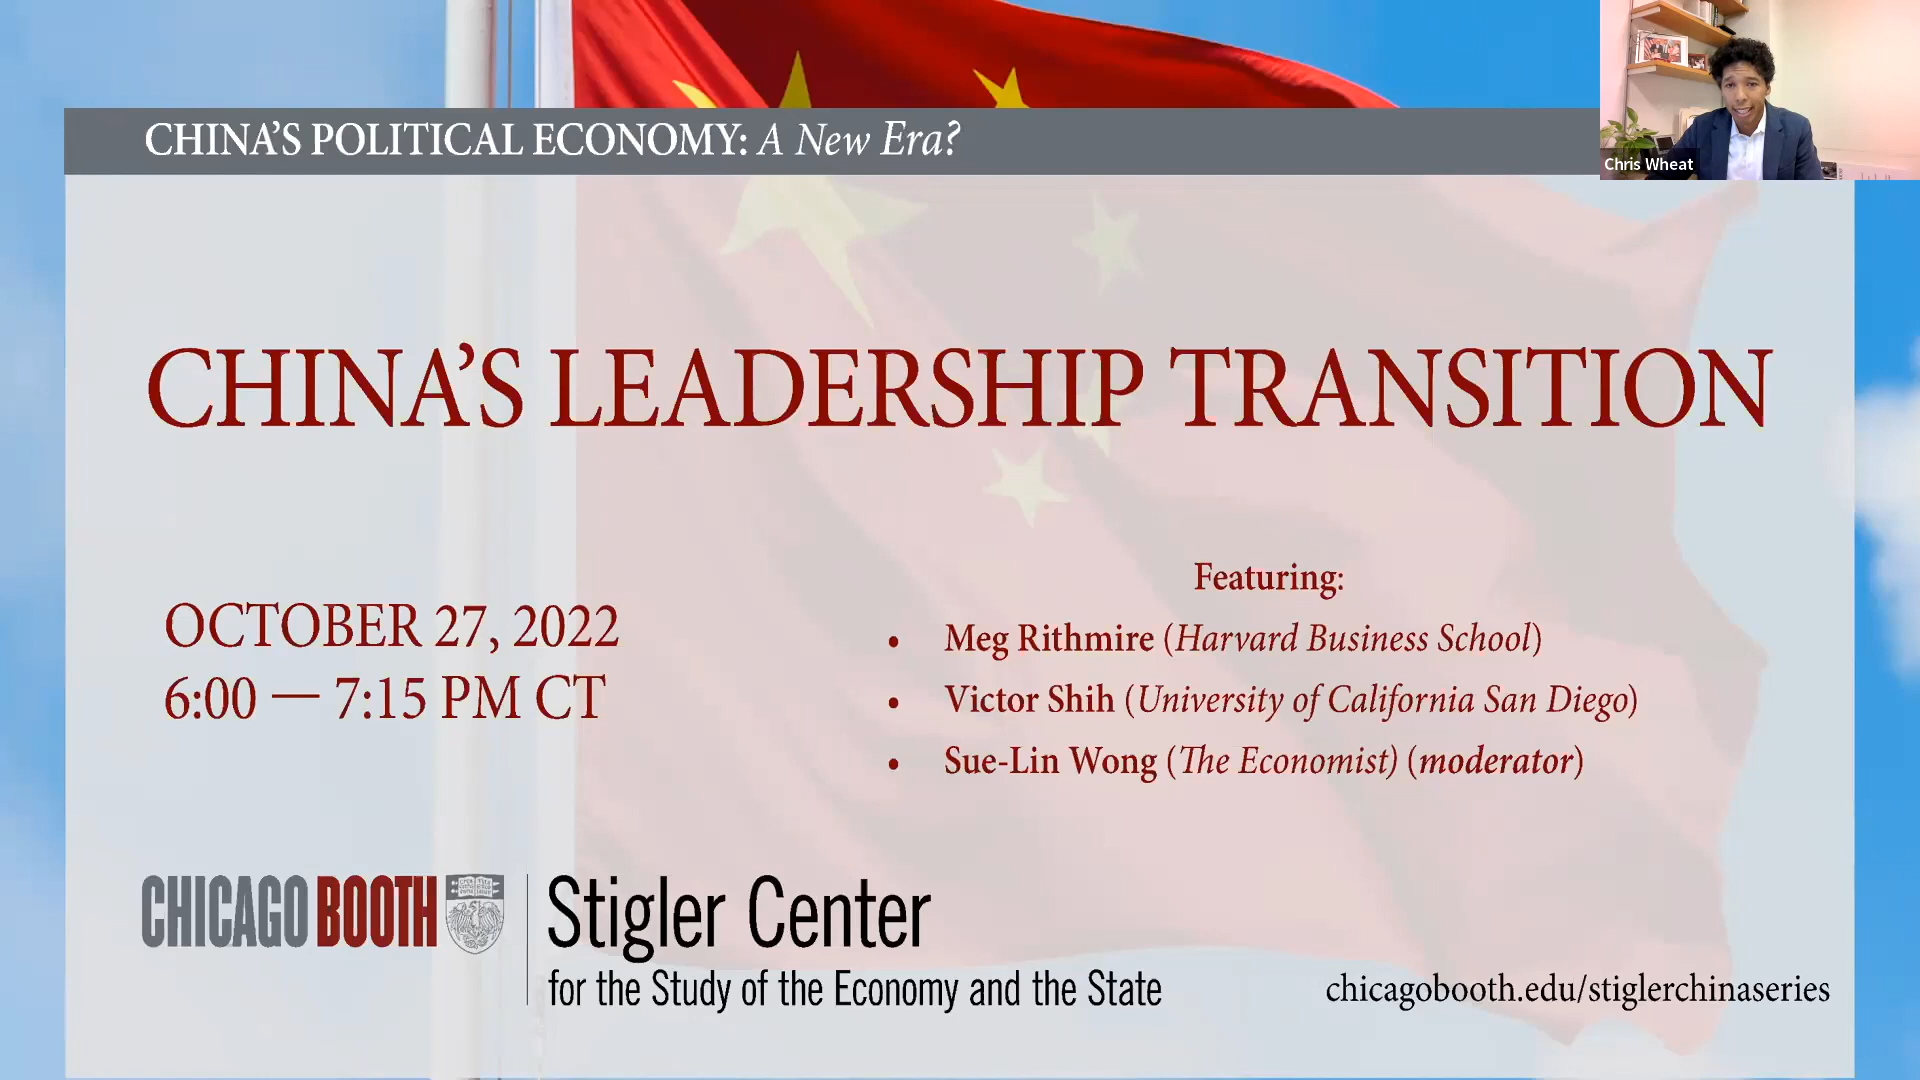 CHINA'S POLITICAL ECONOMY: A New Era?
Chris Wheat
CHINA'S LEADERSHIP TRANSITION
OCTOBER 27, 2022
6:00 — 7:15 PM CT
Featuring:
• Meg Rithmire (Harvard Business School)
• Victor Shih (University of California San Diego)
• Sue-Lin Wong (The Economist) (moderator)
CHICAGO BOOTH
Stigler Center
for the Study of the Economy and the State
chicagobooth.edu/stiglerchinaseries